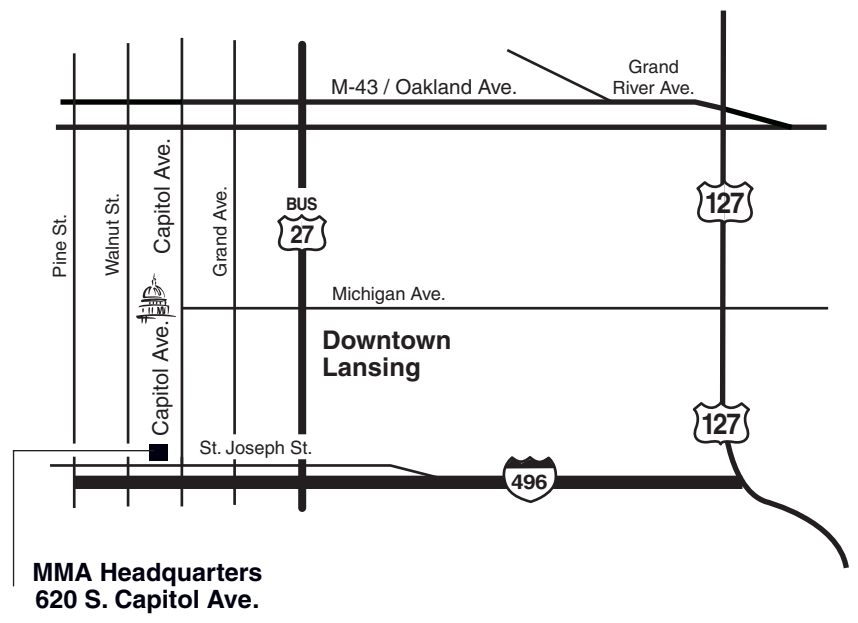 Grand
River Ave.
M-43 / Oakland Ave.
Pine St.
Walnut St.
Capitol Ave.
Grand Ave.
BUS
27
127
Michigan Ave.
Capitol Ave.
Downtown
Lansing
127
St. Joseph St.
496
MMA Headquarters
620 S. Capitol Ave.